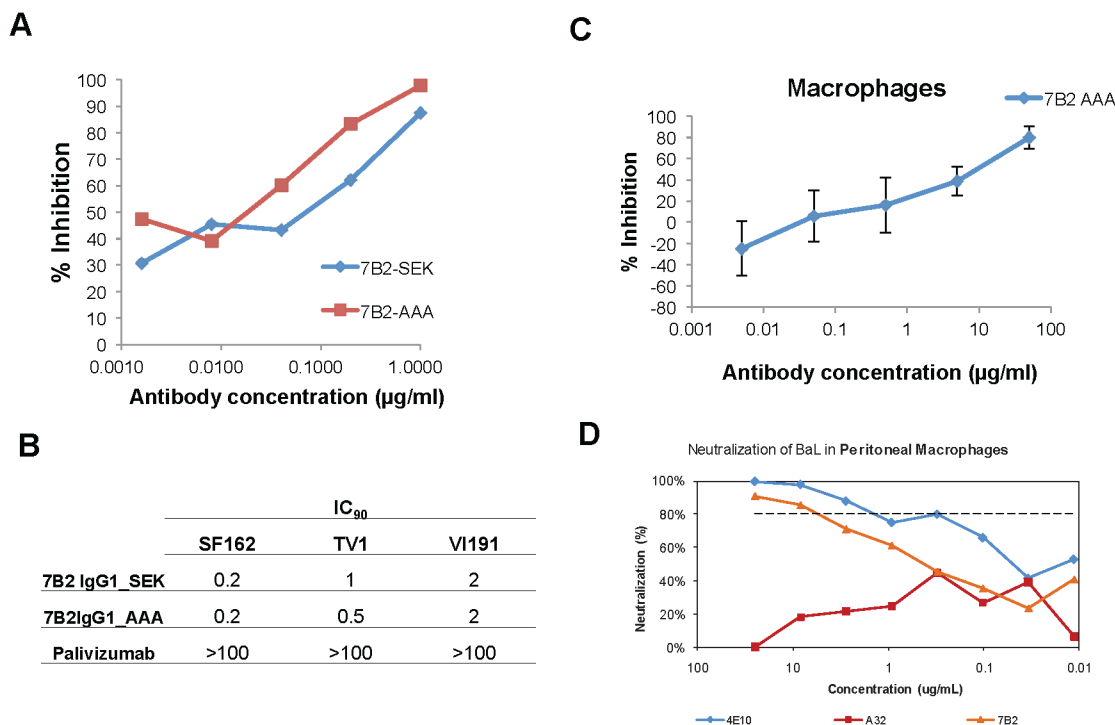 A
100
90
80
70
60
50
40
30
20
10
0
% Inhibition
7B2-SEK
7B2-AAA
0.0010 0.0100 0.1000 1.0000
Antibody concentration (µg/ml)
C
Macrophages
7B2 AAA
100
80
60
40
20
0
-20
-40
-60
-80
% Inhibition
0.001 0.01 0.1 1 10 100
Antibody concentration (µg/ml)
B
IC90
SF162 TV1 VI191
7B2 IgG1_SEK 0.2 1 2
7B2IgG1_AAA 0.2 0.5 2
Palivizumab >100 >100 >100
D
Neutralization of BaL in Peritoneal Macrophages
100%
80%
60%
40%
20%
0%
Neutralization (%)
100 10 1 0.1 0.01
Concentration (ug/mL)
4E10 A32 7B2